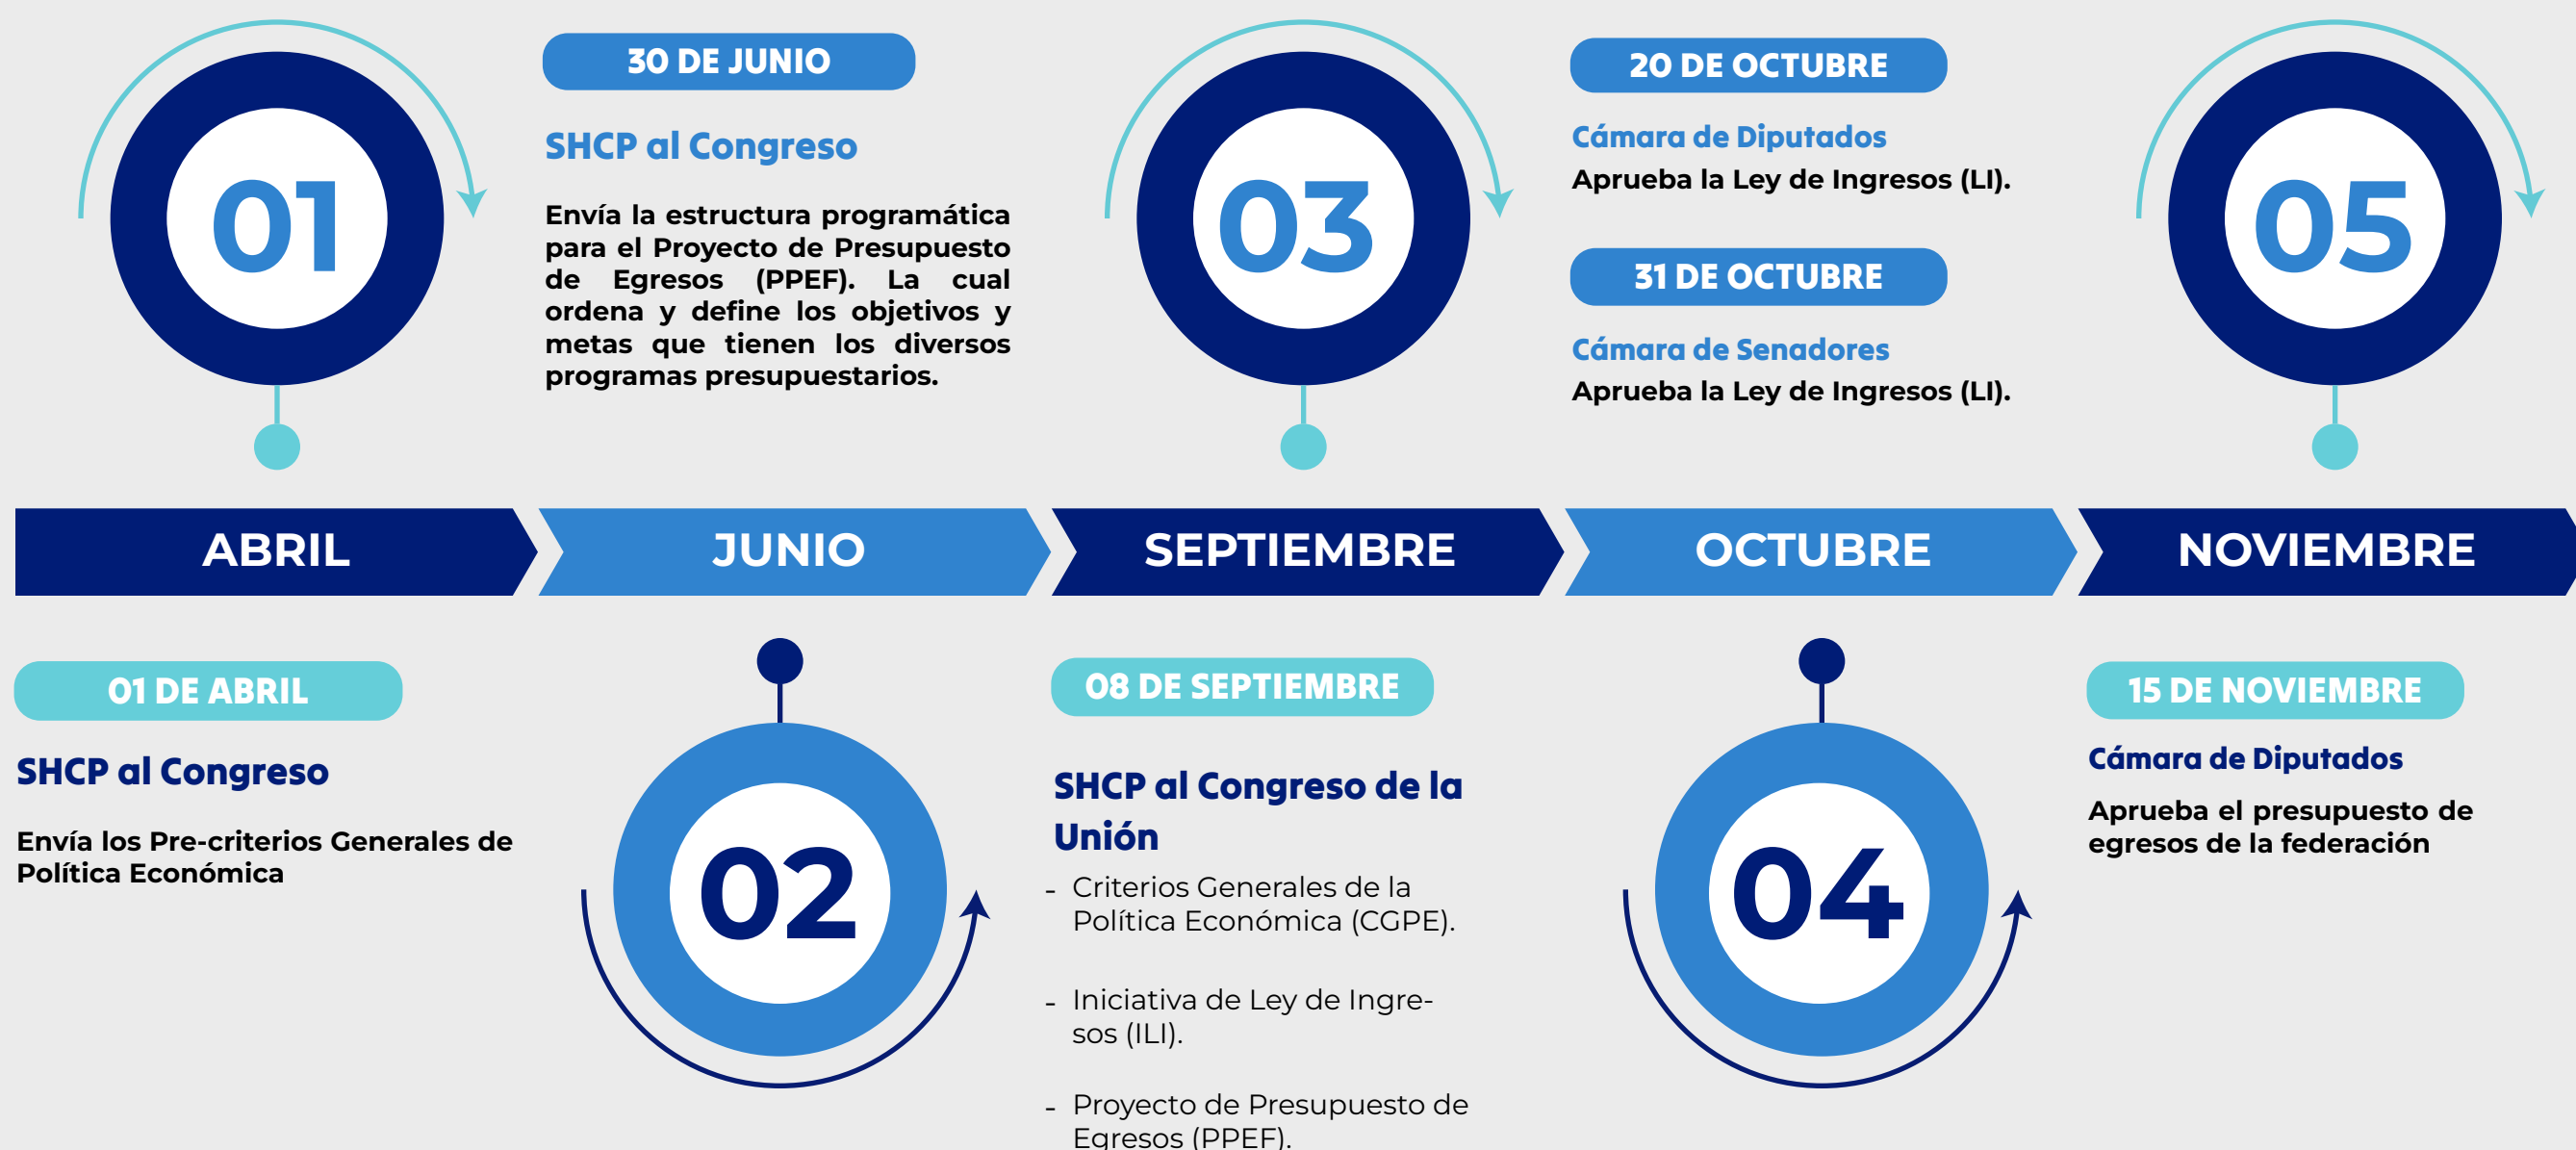 01
30 DE JUNIO
SHCP al Congreso
Envía la estructura programática
para el Proyecto de Presupuesto
de Egresos (PPEF). La cual
ordena y define los objetivos y
metas que tienen los diversos
programas presupuestarios.
03
20 DE OCTUBRE
Cámara de Diputados
Aprueba la Ley de Ingresos (LI).
31 DE OCTUBRE
Cámara de Senadores
Aprueba la Ley de Ingresos (LI).
05
ABRIL
JUNIO
SEPTIEMBRE
OCTUBRE
NOVIEMBRE
01 DE ABRIL
SHCP al Congreso
Envía los Pre-criterios Generales de
Política Económica
02
08 DE SEPTIEMBRE
SHCP al Congreso de la
Unión
- Criterios Generales de la
Política Económica (CGPE).
- Iniciativa de Ley de Ingre-
sos (ILI).
- Proyecto de Presupuesto de
Egresos (PPEF).
04
15 DE NOVIEMBRE
Cámara de Diputados
Aprueba el presupuesto de
egresos de la federación